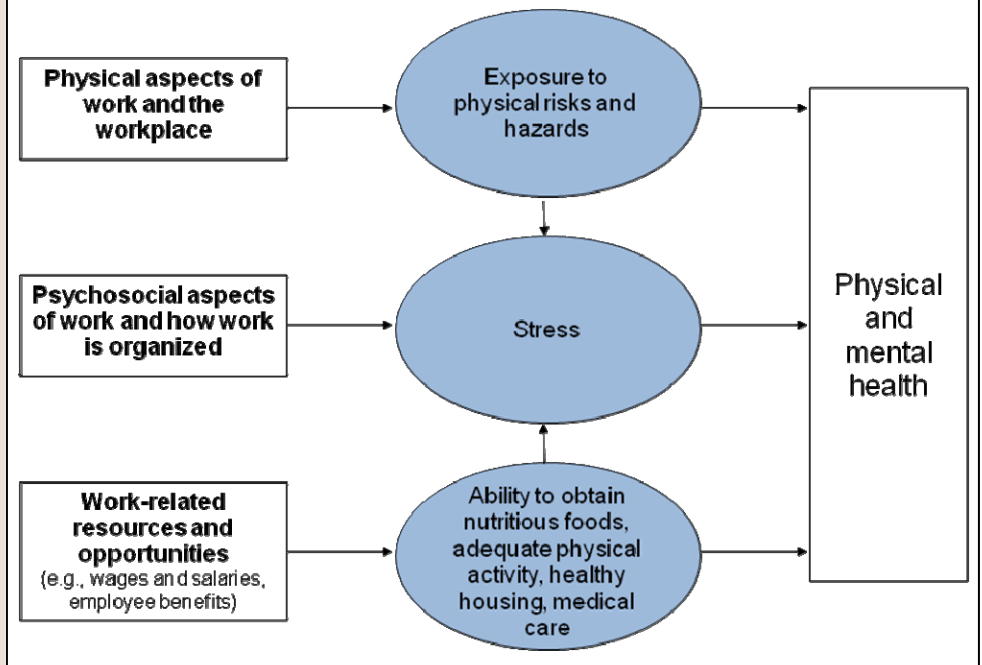 Physical aspects of
work and the
workplace
Exposure to
physical risks and
hazards
Psychosocial aspects
of work and how work
is organized
Stress
Work-related
resources and
opportunities
(e.g., wages and salaries,
employee benefits)
Ability to obtain
nutritious foods,
adequate physical
activity, healthy
housing, medical
care
Physical
and
mental
health